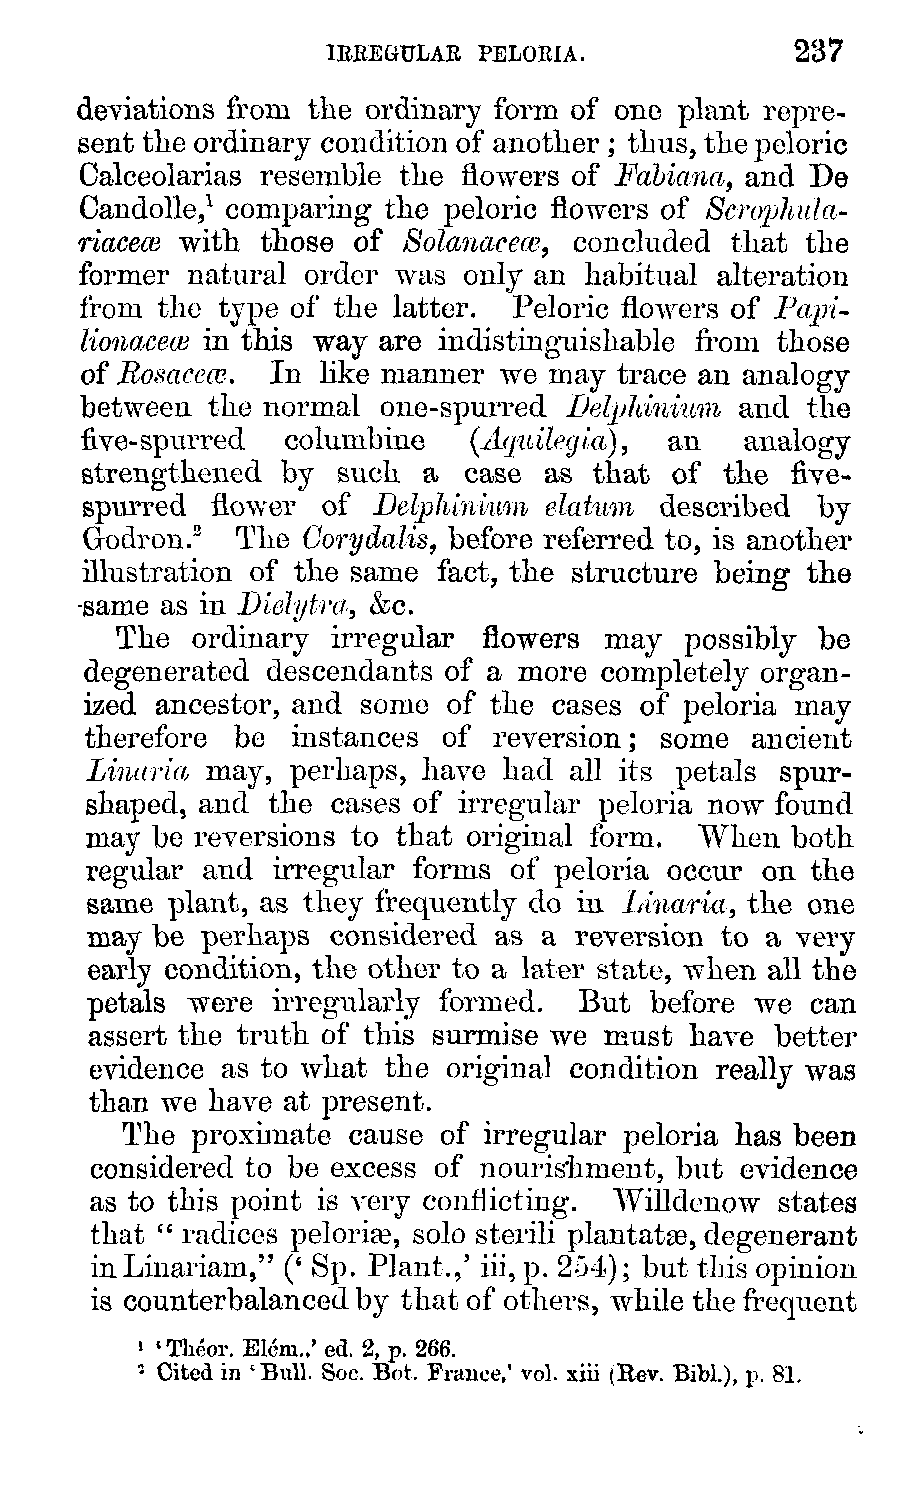 IRREGULAR PELORIA. 237
deviations from the ordinary form of one plant repre-
sent the ordinary condition of another ; thus, the peloric
Calceolarias resemble the flowers of Fabiana, and De
Candolle,¹ comparing the peloric flowers of Scrophula-
riaceæ with those of Solanaceæ, concluded that the
former natural order was only an habitual alteration
from the type of the latter. Peloric flowers of Papi-
lionaceæ in this way are indistinguishable from those
of Rosaceæ. In like manner we may trace an analogy
between the normal one-spurred Delphinium and the
five-spurred columbine (Aquilegia), an analogy
strengthened by such a case as that of the five-
spurred flower of Delphinium elatum described by
Godron.² The Corydalis, before referred to, is another
illustration of the same fact, the structure being the
same as in Dielytra, &c.
The ordinary irregular flowers may possibly be
degenerated descendants of a more completely organ-
ized ancestor, and some of the cases of peloria may
therefore be instances of reversion; some ancient
Linaria may, perhaps, have had all its petals spur-
shaped, and the cases of irregular peloria now found
may be reversions to that original form. When both
regular and irregular forms of peloria occur on the
same plant, as they frequently do in Linaria, the one
may be perhaps considered as a reversion to a very
early condition, the other to a later state, when all the
petals were irregularly formed. But before we can
assert the truth of this surmise we must have better
evidence as to what the original condition really was
than we have at present.
The proximate cause of irregular peloria has been
considered to be excess of nourishment, but evidence
as to this point is very conflicting. Willdenow states
that “ radices peloriæ, solo sterili plantatæ, degenerant
in Linariam,” (‘ Sp. Plant.,’ iii, p. 254); but this opinion
is counterbalanced by that of others, while the frequent
¹ ‘Théor. Elém.,’ ed. 2, p. 266.
² Cited in ‘Bull. Soc. Bot. France,’ vol. xiii (Rev. Bibl.), p. 81.